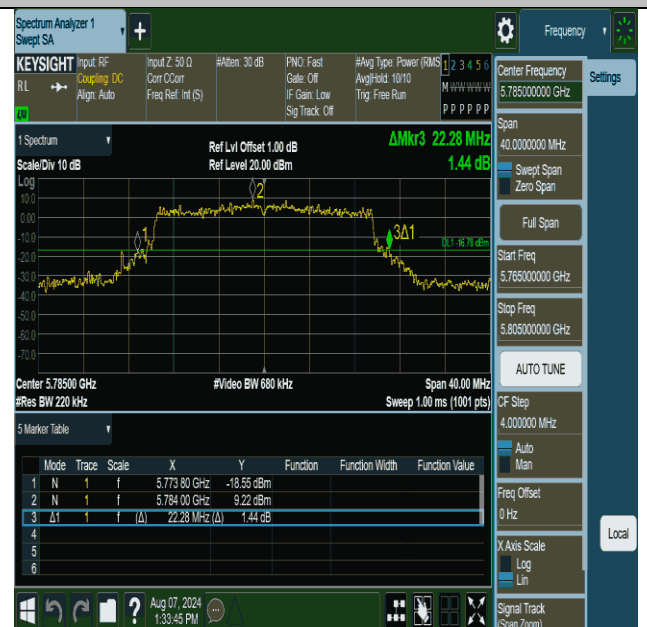 Spectrum Analyzer 1
Swept SA
+
Frequency
KEYSIGHT
RL
Input: RF
Coupling: DC
Align: Auto
Input Z: 50 Ω
Corr CCorr
Freq Ref: Int (S)
#Atten: 30 dB
PNO: Fast
Gate: Off
IF Gain: Low
Sig Track: Off
#Avg Type: Power (RMS
Avg|Hold: 10/10
Trig: Free Run
1 2 3 4 5 6
M W W W W W
P P P P P P
LXI
Center Frequency
5.785000000 GHz
Settings
Span
40.0000000 MHz
Swept Span
Zero Span
Full Span
Start Freq
5.765000000 GHz
Stop Freq
5.805000000 GHz
AUTO TUNE
CF Step
4.000000 MHz
Auto
Man
Freq Offset
0 Hz
X Axis Scale
Log
Lin
Signal Track
(Span Zoom)
Local
1 Spectrum
Scale/Div 10 dB
Ref Lvl Offset 1.00 dB
Ref Level 20.00 dBm
ΔMkr3 22.28 MHz
1.44 dB
Log
10.0
0.00
-10.0
-20.0
-30.0
-40.0
-50.0
-60.0
-70.0
1
2
3Δ1
DL1 -16.78 dBm
Center 5.78500 GHz
#Video BW 680 kHz
Span 40.00 MHz
#Res BW 220 kHz
Sweep 1.00 ms (1001 pts)
5 Marker Table
Mode Trace Scale X Y Function Function Width Function Value
1 N 1 f 5.773 80 GHz -18.55 dBm
2 N 1 f 5.784 00 GHz 9.22 dBm
3 Δ1 1 f (Δ) 22.28 MHz (Δ) 1.44 dB
4
5
6
?
Aug 07, 2024
1:33:45 PM